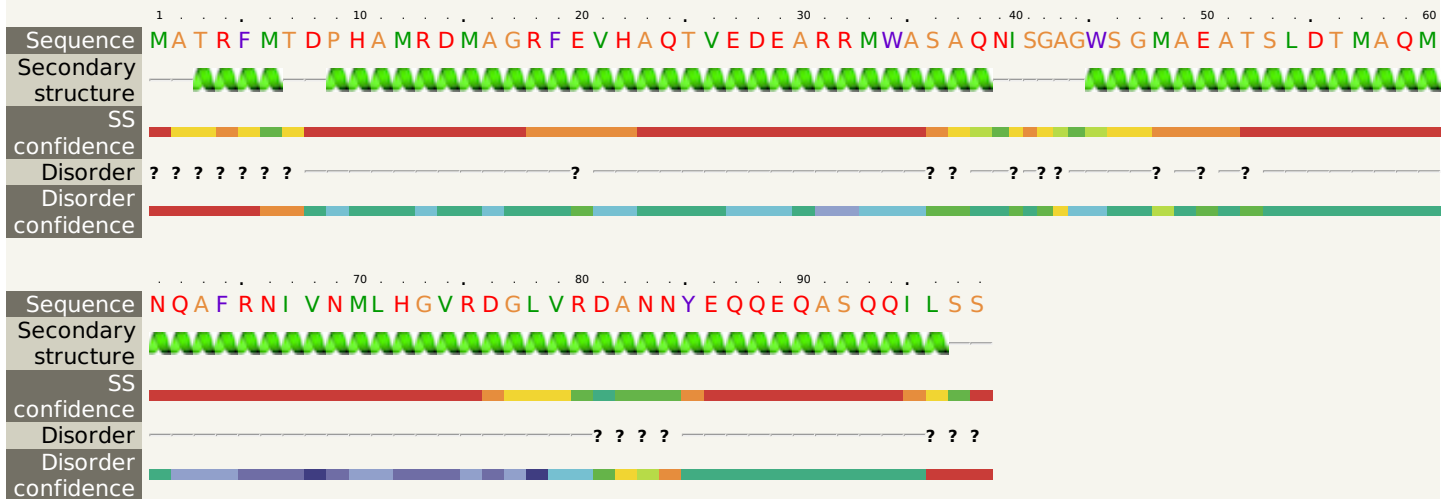 1 10 20 30 40 50 60
Sequence M A T R F M T D P H A M R D M A G R F E V H A Q T V E D E A R R M W A S A Q N I S G A G W S G M A E A T S L D T M A Q M
Secondary
structure
SS
confidence
Disorder ? ? ? ? ? ? ? ? ? ? ? ? ? ? ? ?
Disorder
confidence
70 80 90
Sequence N Q A F R N I V N M L H G V R D G L V R D A N N Y E Q Q E Q A S Q Q I L S S
Secondary
structure
SS
confidence
Disorder ? ? ? ? ? ? ?
Disorder
confidence